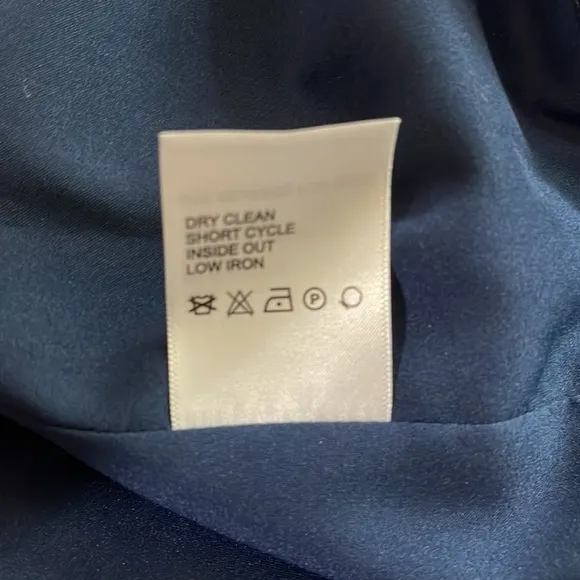 DRY CLEAN
SHORT CYCLE
INSIDE OUT
LOW IRON
P